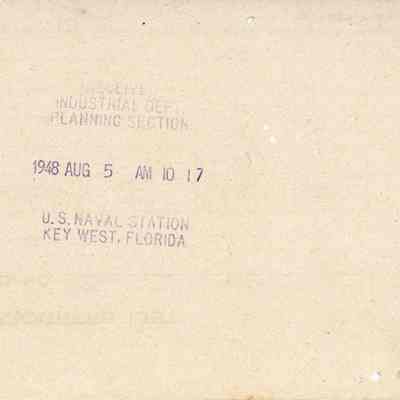 RECEIVED
INDUSTRIAL DEPT.
PLANNING SECTION
1948 AUG 5 AM 10 17
U.S. NAVAL STATION
KEY WEST, FLORIDA